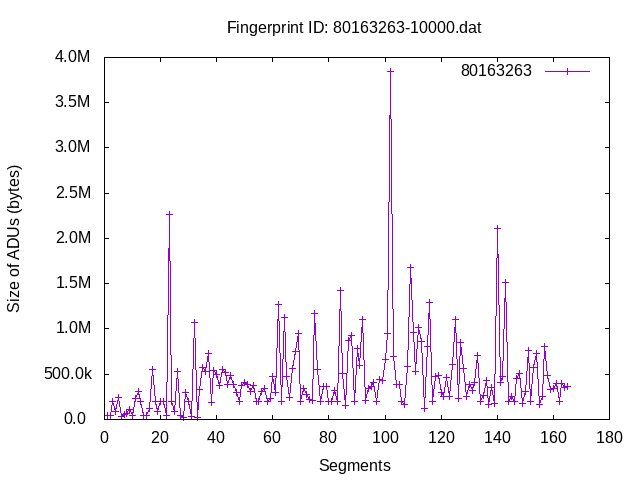 Fingerprint ID: 80163263-10000.dat
4.0M
80163263
3.5M
3.0M
2.5M
2.0M
1.5M
1.0M
500.0k
0.0
0 20 40 60 80 100 120 140 160 180
Size of ADUs (bytes)
Segments